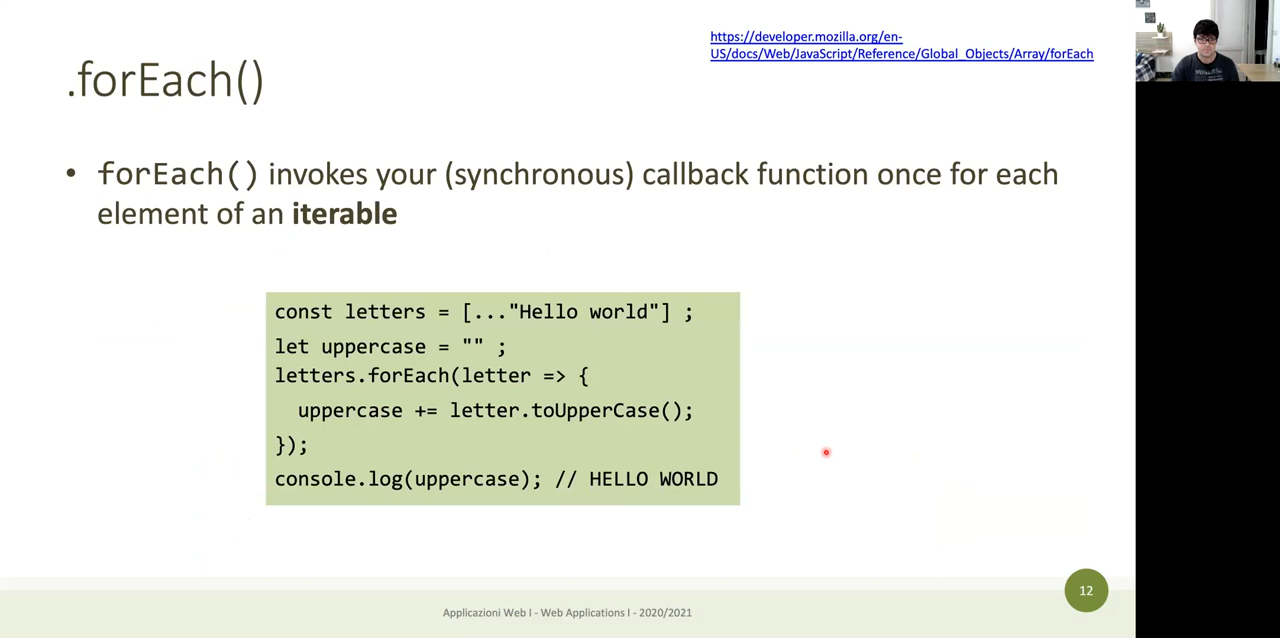 .forEach()
https://developer.mozilla.org/en-
US/docs/Web/JavaScript/Reference/Global_Objects/Array/forEach
• forEach() invokes your (synchronous) callback function once for each
element of an iterable
const letters = [..."Hello world"] ;
let uppercase = "" ;
letters.forEach(letter => {
  uppercase += letter.toUpperCase();
});
console.log(uppercase); // HELLO WORLD
12
Applicazioni Web I - Web Applications I - 2020/2021